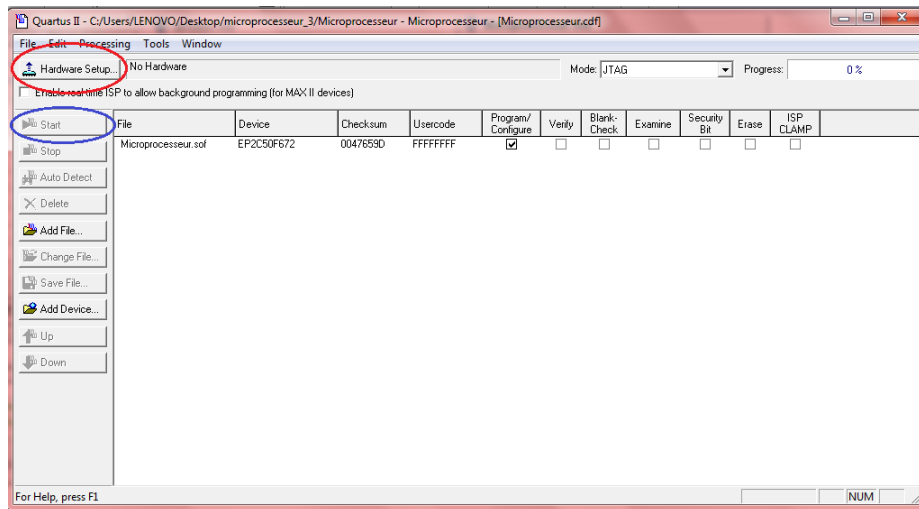 Quartus II - C:/Users/LENOVO/Desktop/microprocesseur_3/Microprocesseur - Microprocesseur - [Microprocesseur.cdf]
File Edit Processing Tools Window
Hardware Setup... No Hardware Mode: JTAG Progress: 0 %
Enable real-time ISP to allow background programming (for MAX II devices)
Start File Device Checksum Usercode Program/Configure Verify Blank-Check Examine Security Bit Erase ISP CLAMP
Microprocesseur.sof EP2C50F672 0047659D FFFFFFFF
Stop
Auto Detect
Delete
Add File...
Change File...
Save File...
Add Device...
Up
Down
For Help, press F1 NUM